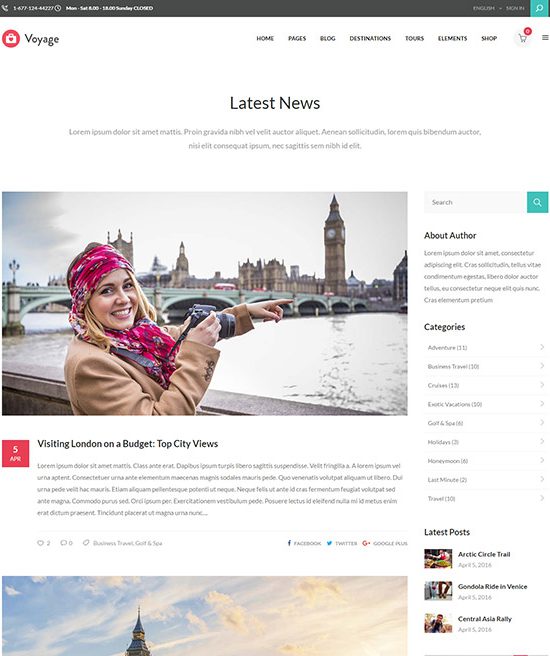 1-677-124-44227 Mon - Sat 8.00 - 18.00 Sunday CLOSED
ENGLISH SIGN IN
Voyage
HOME PAGES BLOG DESTINATIONS TOURS ELEMENTS SHOP 0
Latest News
Lorem ipsum dolor sit amet mattis. Proin gravida nibh vel velit auctor aliquet. Aenean sollicitudin, lorem quis bibendum auctor,
nisi elit consequat ipsum, nec sagittis sem nibh id elit.
Search
About Author
Lorem ipsum dolor sit amet, consectetur
adipiscing elit. Cras sollicitudin, tellus vitae
condimentum egestas, libero dolor auctor
tellus, eu consectetur neque elit quis nunc.
Cras elementum pretium
Categories
Adventure (11)
Business Travel (10)
Cruises (13)
Exotic Vacations (10)
Golf & Spa (6)
Holidays (3)
Honeymoon (6)
Last Minute (2)
Travel (10)
5
APR
Visiting London on a Budget: Top City Views
Lorem ipsum dolor sit amet mattis. Class ante erat. Dapibus ipsum turpis libero sagittis suspendisse. Velit fringilla a. A lorem ipsum vel
urna aptent. Consectetuer urna ante elementum maecenas magnis sodales mauris pede. Quo venenatis volutpat aliquam ut libero. Dui
urna pede velit hac mauris. Etiam aliquam pellentesque potenti ut neque. Neque felis ut ante id cras fermentum feugiat volutpat sed
ante magna. Commodo purus sed. Orci ipsum per. Exercitationem vestibulum pede. Posuere lectus id eleifend nulla mi id metus enim
erat dictum praesent. Tincidunt placerat ut magna urna nunc....
2 0 Business Travel, Golf & Spa
FACEBOOK TWITTER GOOGLE PLUS
Latest Posts
Arctic Circle Trail
April 5, 2016
Gondola Ride in Venice
April 5, 2016
Central Asia Rally
April 5, 2016